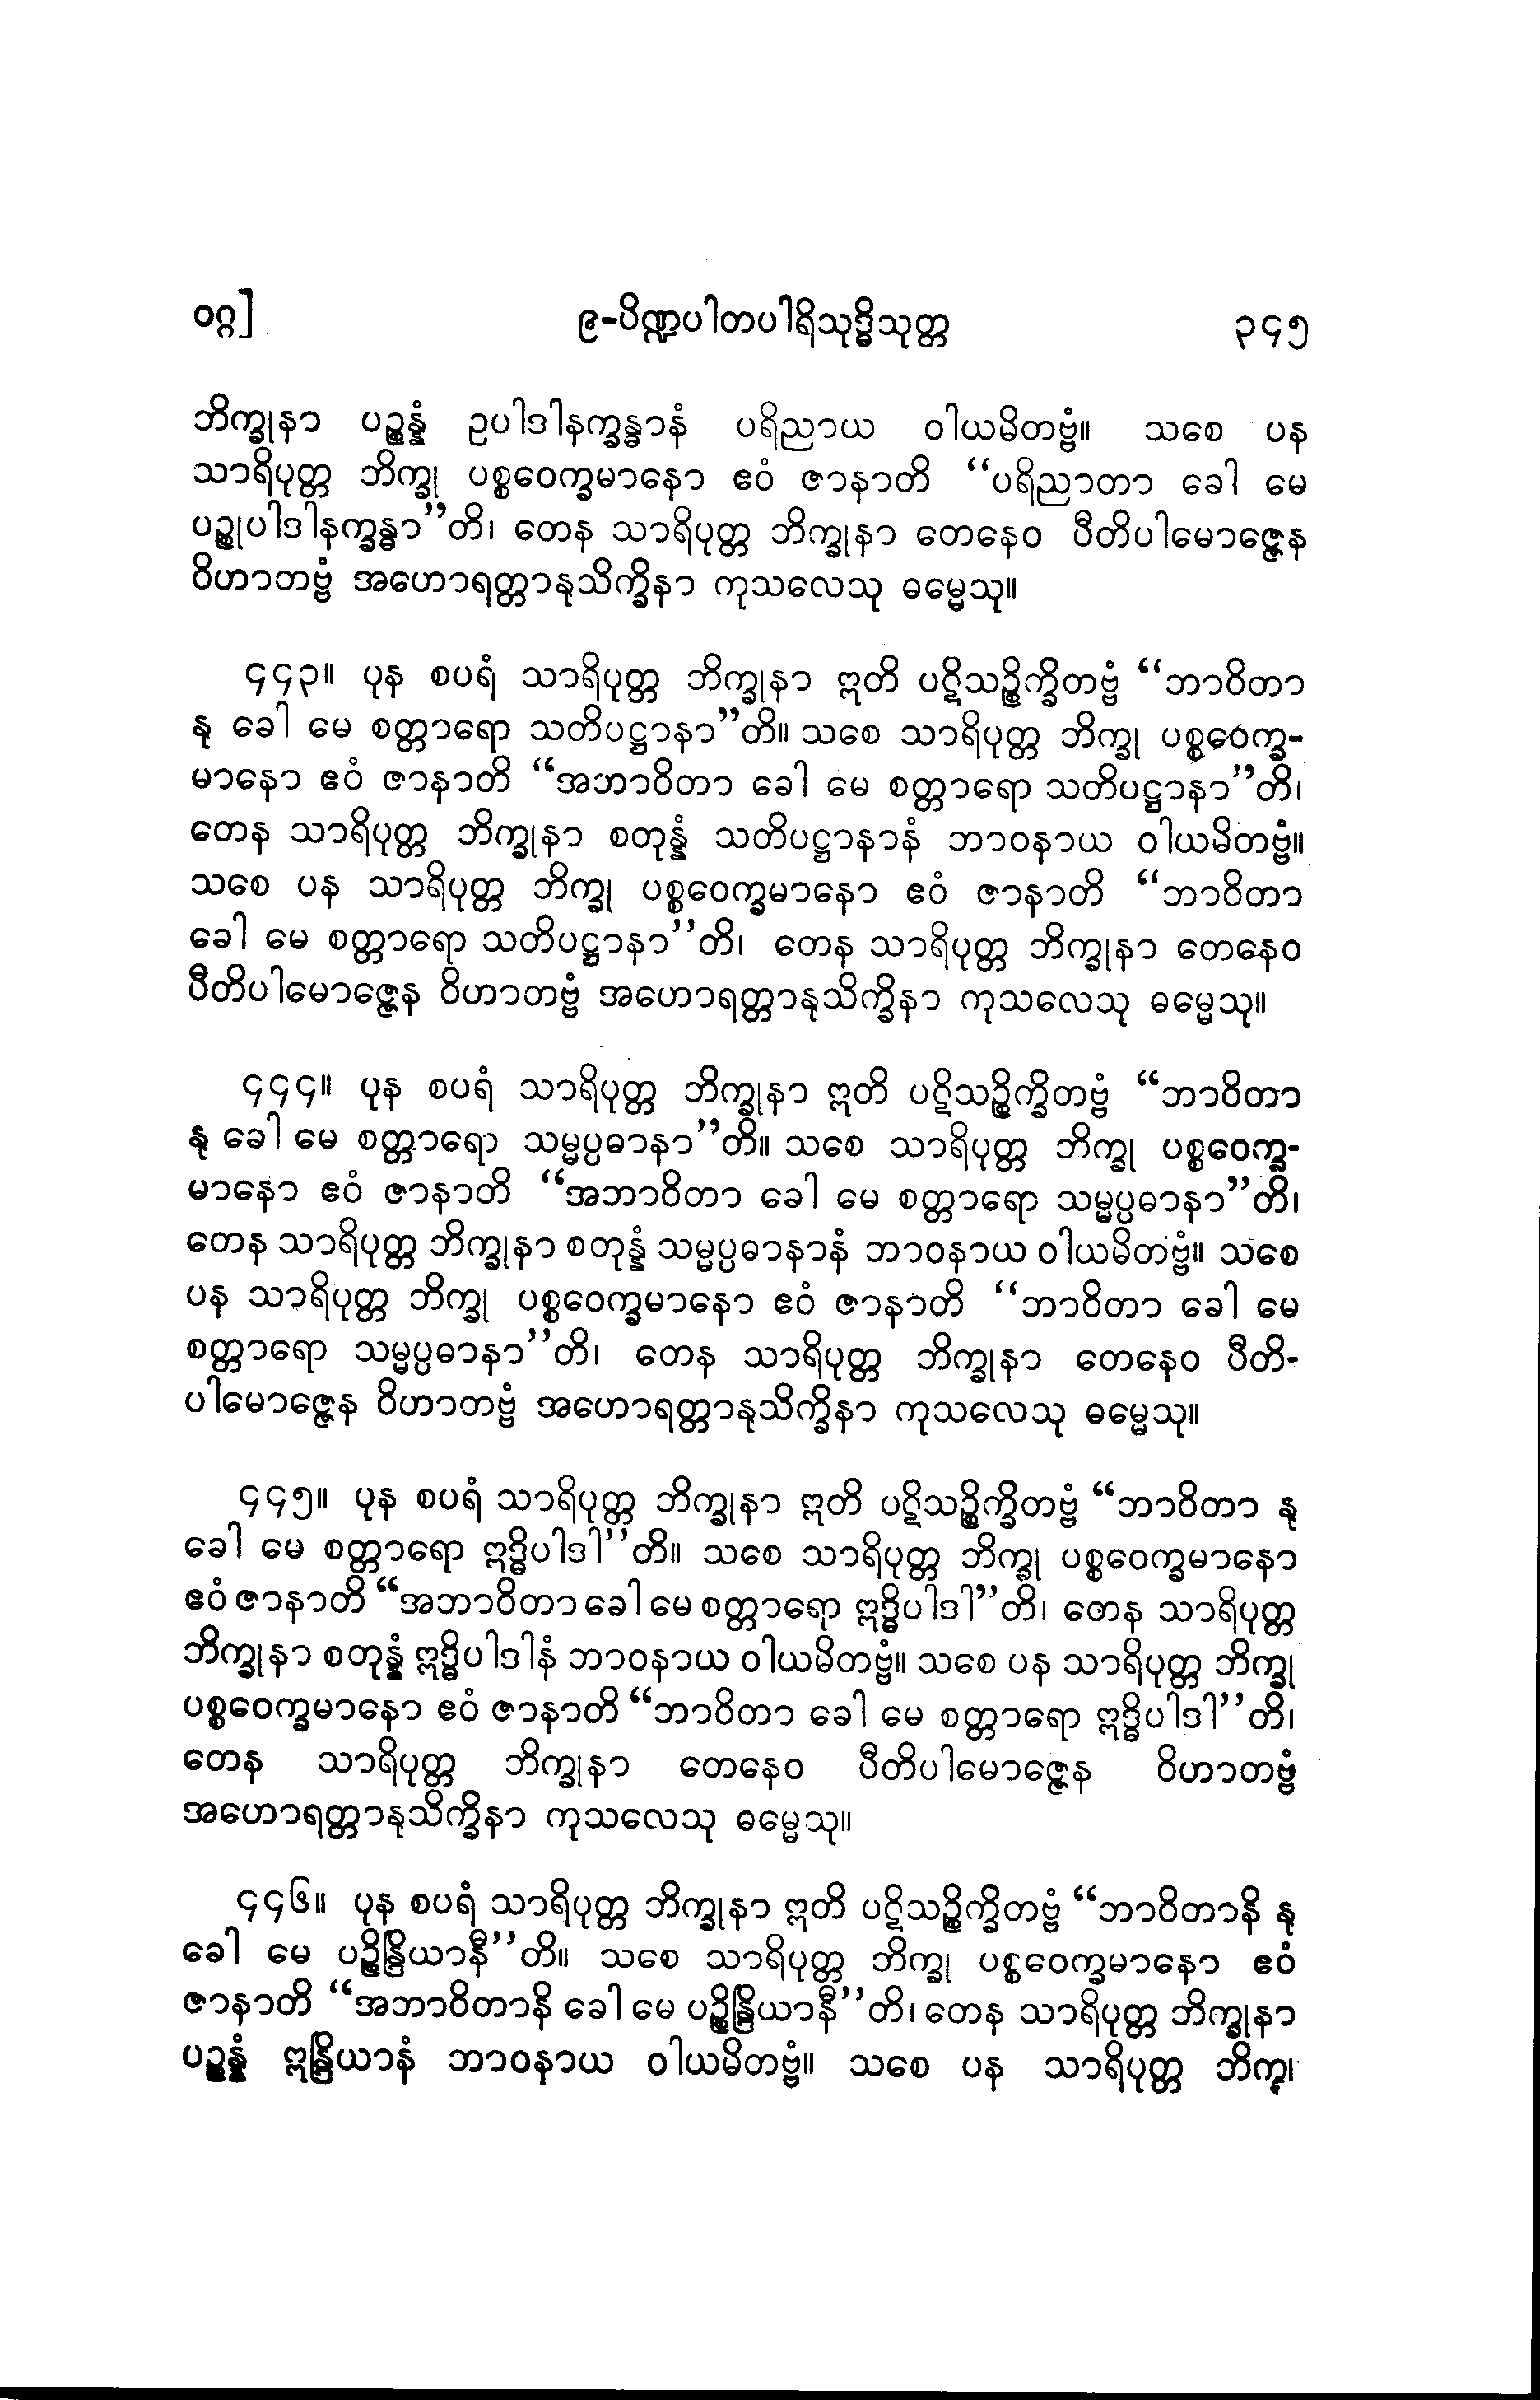 ဝဂ္ဂ]
၉-ပိဏ္ဍပါတပါရိသုဒ္ဓိသုတ္တ
၃၄၅
ဘိက္ခုနာ ပဉ္စန္နံ ဥပါဒါနက္ခန္ဓာနံ ပရိညာယ ဝါယမိတဗ္ဗံ။ သစေ ပန
သာရိပုတ္တ ဘိက္ခု ပစ္စဝေက္ခမာနော ဧဝံ ဇာနာတိ “ပရိညာတာ ခေါ မေ
ပဉ္စုပါဒါနက္ခန္ဓာ”တိ၊ တေန သာရိပုတ္တ ဘိက္ခုနာ တေနေဝ ပီတိပါမောဇ္ဇေန
ဝိဟာတဗ္ဗံ အဟောရတ္တာနုသိက္ခိနာ ကုသလေသု ဓမ္မေသု။
၄၄၃။ ပုန စပရံ သာရိပုတ္တ ဘိက္ခုနာ ဣတိ ပဋိသဉ္စိက္ခိတဗ္ဗံ “ဘာဝိတာ
နု ခေါ မေ စတ္တာရော သတိပဋ္ဌာနာ”တိ။ သစေ သာရိပုတ္တ ဘိက္ခု ပစ္စဝေက္ခ-
မာနော ဧဝံ ဇာနာတိ “အဘာဝိတာ ခေါ မေ စတ္တာရော သတိပဋ္ဌာနာ”တိ၊
တေန သာရိပုတ္တ ဘိက္ခုနာ စတုန္နံ သတိပဋ္ဌာနာနံ ဘာဝနာယ ဝါယမိတဗ္ဗံ။
သစေ ပန သာရိပုတ္တ ဘိက္ခု ပစ္စဝေက္ခမာနော ဧဝံ ဇာနာတိ “ဘာဝိတာ
ခေါ မေ စတ္တာရော သတိပဋ္ဌာနာ”တိ၊ တေန သာရိပုတ္တ ဘိက္ခုနာ တေနေဝ
ပီတိပါမောဇ္ဇေန ဝိဟာတဗ္ဗံ အဟောရတ္တာနုသိက္ခိနာ ကုသလေသု ဓမ္မေသု။
၄၄၄။ ပုန စပရံ သာရိပုတ္တ ဘိက္ခုနာ ဣတိ ပဋိသဉ္စိက္ခိတဗ္ဗံ “ဘာဝိတာ
နု ခေါ မေ စတ္တာရော သမ္မပ္ပဓာနာ”တိ။ သစေ သာရိပုတ္တ ဘိက္ခု ပစ္စဝေက္ခ-
မာနော ဧဝံ ဇာနာတိ “အဘာဝိတာ ခေါ မေ စတ္တာရော သမ္မပ္ပဓာနာ”တိ၊
တေန သာရိပုတ္တ ဘိက္ခုနာ စတုန္နံ သမ္မပ္ပဓာနာနံ ဘာဝနာယ ဝါယမိတဗ္ဗံ။ သစေ
ပန သာရိပုတ္တ ဘိက္ခု ပစ္စဝေက္ခမာနော ဧဝံ ဇာနာတိ “ဘာဝိတာ ခေါ မေ
စတ္တာရော သမ္မပ္ပဓာနာ”တိ၊ တေန သာရိပုတ္တ ဘိက္ခုနာ တေနေဝ ပီတိ-
ပါမောဇ္ဇေန ဝိဟာတဗ္ဗံ အဟောရတ္တာနုသိက္ခိနာ ကုသလေသု ဓမ္မေသု။
၄၄၅။ ပုန စပရံ သာရိပုတ္တ ဘိက္ခုနာ ဣတိ ပဋိသဉ္စိက္ခိတဗ္ဗံ “ဘာဝိတာ နု
ခေါ မေ စတ္တာရော ဣဒ္ဓိပါဒါ”တိ။ သစေ သာရိပုတ္တ ဘိက္ခု ပစ္စဝေက္ခမာနော
ဧဝံ ဇာနာတိ “အဘာဝိတာ ခေါ မေ စတ္တာရော ဣဒ္ဓိပါဒါ”တိ၊ တေန သာရိပုတ္တ
ဘိက္ခုနာ စတုန္နံ ဣဒ္ဓိပါဒါနံ ဘာဝနာယ ဝါယမိတဗ္ဗံ။ သစေ ပန သာရိပုတ္တ ဘိက္ခု
ပစ္စဝေက္ခမာနော ဧဝံ ဇာနာတိ “ဘာဝိတာ ခေါ မေ စတ္တာရော ဣဒ္ဓိပါဒါ”တိ၊
တေန သာရိပုတ္တ ဘိက္ခုနာ တေနေဝ ပီတိပါမောဇ္ဇေန ဝိဟာတဗ္ဗံ
အဟောရတ္တာနုသိက္ခိနာ ကုသလေသု ဓမ္မေသု။
၄၄၆။ ပုန စပရံ သာရိပုတ္တ ဘိက္ခုနာ ဣတိ ပဋိသဉ္စိက္ခိတဗ္ဗံ “ဘာဝိတာနိ နု
ခေါ မေ ပဉ္စိန္ဒြိယာနီ”တိ။ သစေ သာရိပုတ္တ ဘိက္ခု ပစ္စဝေက္ခမာနော ဧဝံ
ဇာနာတိ “အဘာဝိတာနိ ခေါ မေ ပဉ္စိန္ဒြိယာနီ”တိ၊ တေန သာရိပုတ္တ ဘိက္ခုနာ
ပဉ္စန္နံ ဣန္ဒြိယာနံ ဘာဝနာယ ဝါယမိတဗ္ဗံ။ သစေ ပန သာရိပုတ္တ ဘိက္ခု